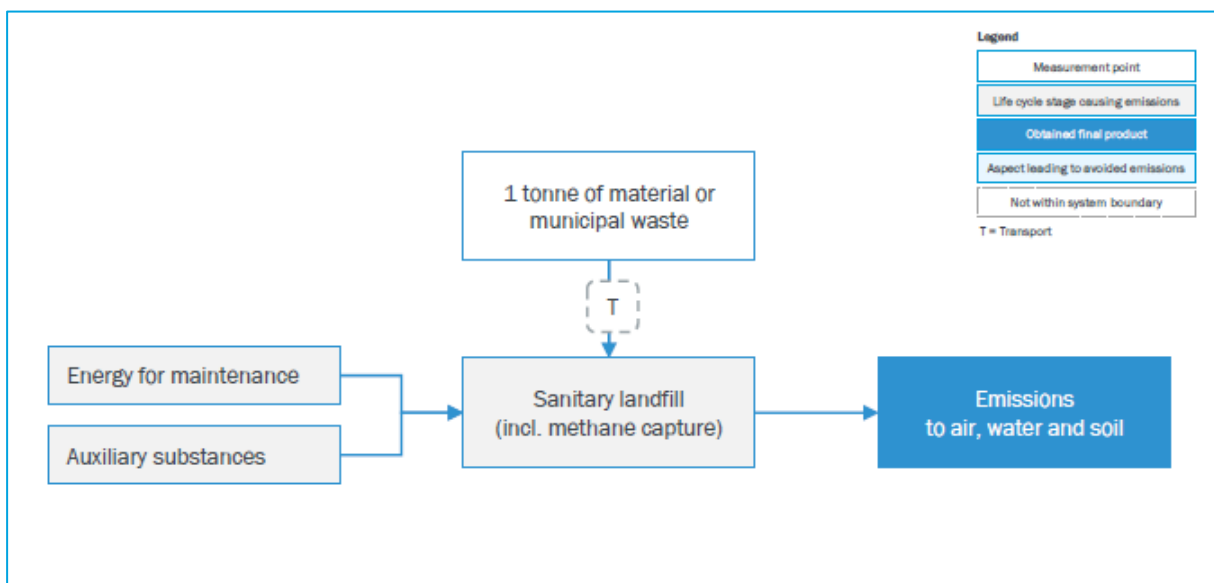 Legend
Measurement point
Life cycle stage causing emissions
Obtained final product
Aspect leading to avoided emissions
Not within system boundary
T = Transport
1 tonne of material or
municipal waste
T
Energy for maintenance
Auxiliary substances
Sanitary landfill
(incl. methane capture)
Emissions
to air, water and soil